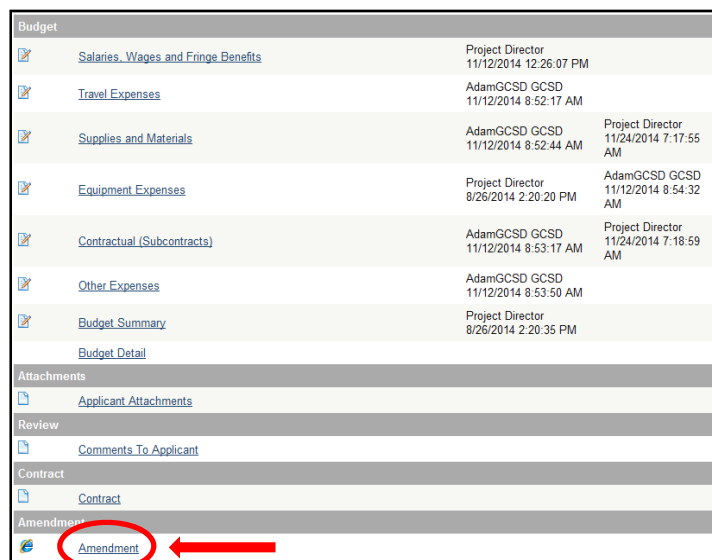 Budget
Salaries, Wages and Fringe Benefits
Project Director
11/12/2014 12:26:07 PM
Travel Expenses
AdamGCSD GCSD
11/12/2014 8:52:17 AM
Supplies and Materials
AdamGCSD GCSD
11/12/2014 8:52:44 AM
Project Director
11/24/2014 7:17:55
AM
Equipment Expenses
Project Director
8/26/2014 2:20:20 PM
AdamGCSD GCSD
11/12/2014 8:54:32
AM
Contractual (Subcontracts)
AdamGCSD GCSD
11/12/2014 8:53:17 AM
Project Director
11/24/2014 7:18:59
AM
Other Expenses
AdamGCSD GCSD
11/12/2014 8:53:50 AM
Budget Summary
Project Director
8/26/2014 2:20:35 PM
Budget Detail
Attachments
Applicant Attachments
Review
Comments To Applicant
Contract
Contract
Amendment
Amendment